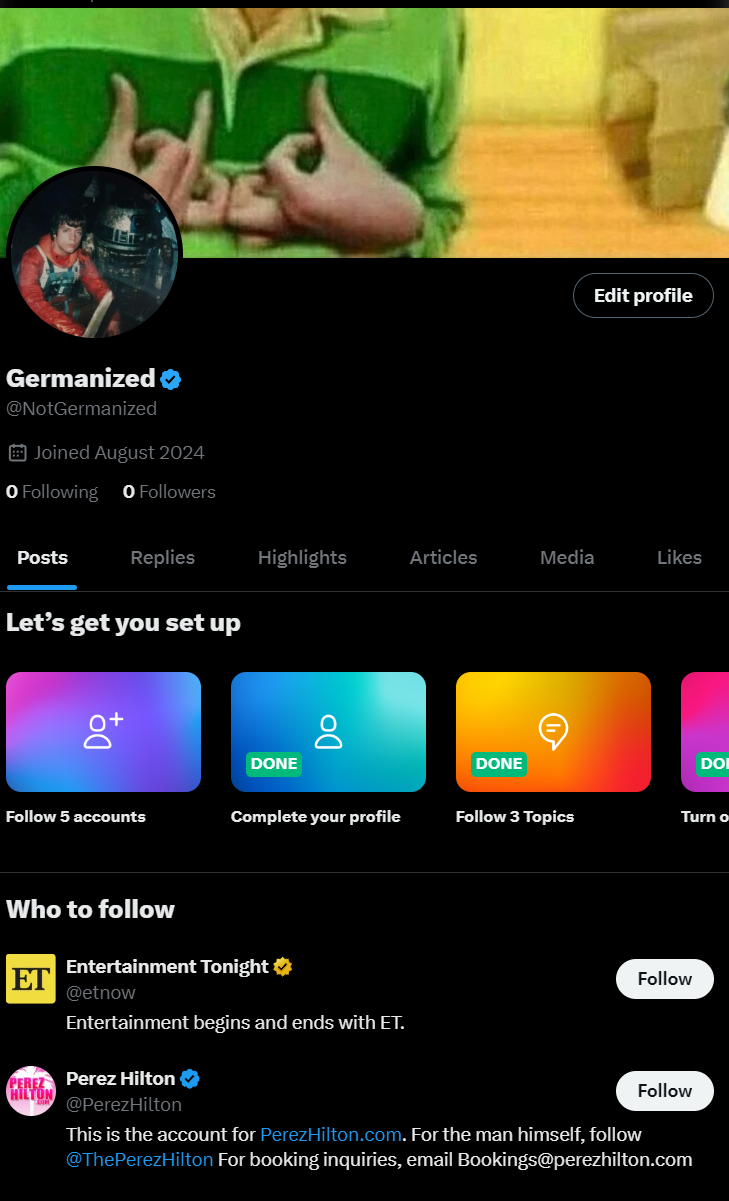 Edit profile
Germanized
@NotGermanized
Joined August 2024
0 Following 0 Followers
Posts Replies Highlights Articles Media Likes
Let’s get you set up
DONE DONE
Follow 5 accounts Complete your profile Follow 3 Topics Turn
Who to follow
ET
Entertainment Tonight
@etnow
Follow
Entertainment begins and ends with ET.
PEREZ
HILTON
.COM
Perez Hilton
@PerezHilton
Follow
This is the account for PerezHilton.com. For the man himself, follow
@ThePerezHilton For booking inquiries, email Bookings@perezhilton.com